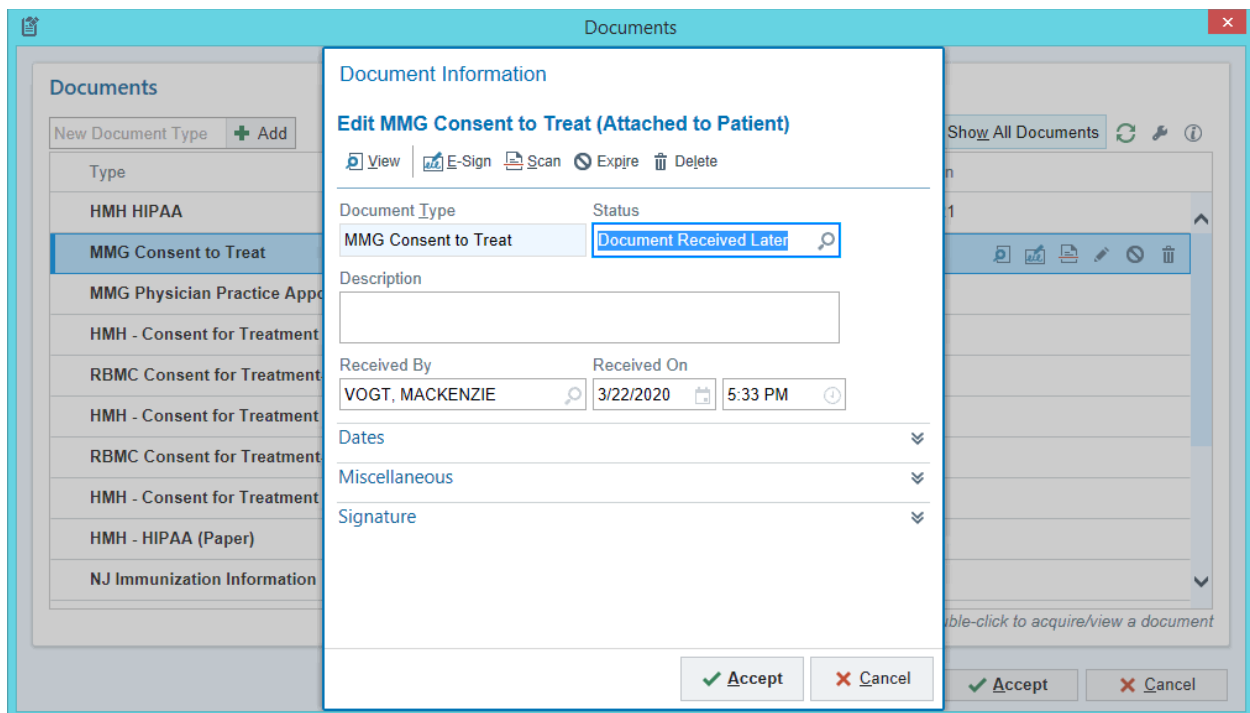 Documents
Documents
New Document Type Add
Show All Documents
Type
n
HMH HIPAA
1
MMG Consent to Treat
MMG Physician Practice Appo
HMH - Consent for Treatment
RBMC Consent for Treatment
HMH - Consent for Treatment
RBMC Consent for Treatment
HMH - Consent for Treatment
HMH - HIPAA (Paper)
NJ Immunization Information
uble-click to acquire/view a document
Accept Cancel
Document Information
Edit MMG Consent to Treat (Attached to Patient)
View E-Sign Scan Expire Delete
Document Type Status
MMG Consent to Treat Document Received Later
Description
Received By Received On
VOGT, MACKENZIE 3/22/2020 5:33 PM
Dates
Miscellaneous
Signature
Accept Cancel